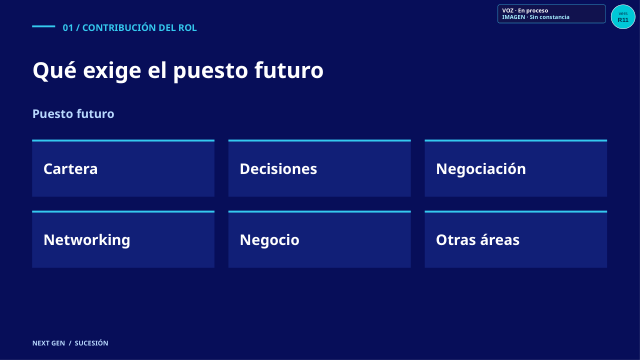 01 / CONTRIBUCIÓN DEL ROL
VOZ · En proceso
IMAGEN · Sin constancia
R11
Qué exige el puesto futuro
Puesto futuro
Cartera
Decisiones
Negociación
Networking
Negocio
Otras áreas
NEXT GEN / SUCESIÓN